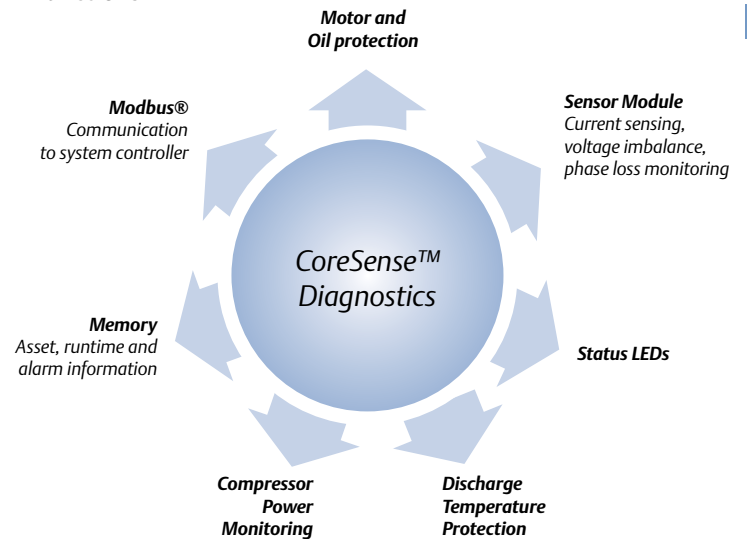 Motor and
Oil protection
Modbus®
Communication
to system controller
Sensor Module
Current sensing,
voltage imbalance,
phase loss monitoring
CoreSense™
Diagnostics
Memory
Asset, runtime and
alarm information
Status LEDs
Compressor
Power
Monitoring
Discharge
Temperature
Protection